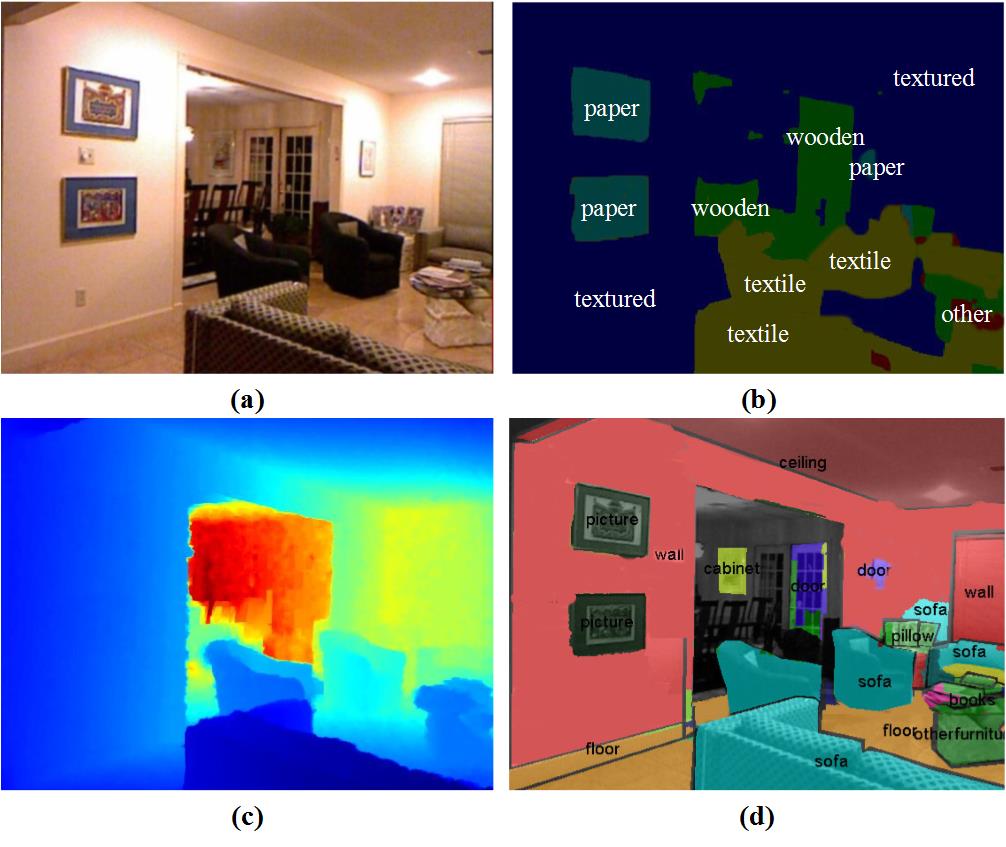 textured
paper
wooden
paper
paper
wooden
textile
textile
textured
other
textile
(a)
(b)
ceiling
picture
wall
cabinet
door
door
wall
sofa
picture
pillow
sofa
sofa
books
floor
otherfurnitu
floor
sofa
(c)
(d)